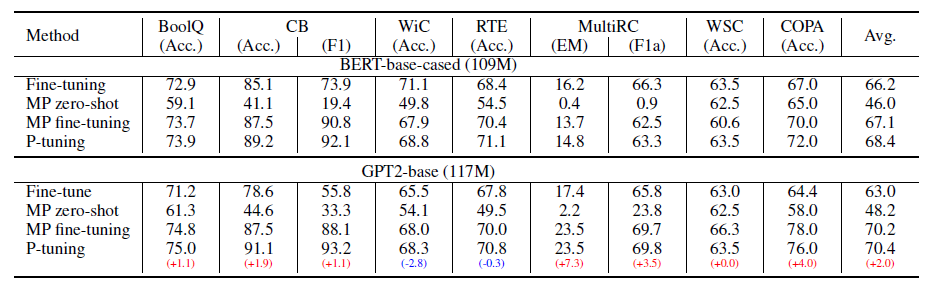 Method BoolQ CB WiC RTE MultiRC WSC COPA Avg.
(Acc.) (Acc.) (F1) (Acc.) (Acc.) (EM) (F1a) (Acc.) (Acc.)
BERT-base-cased (109M)
Fine-tuning 72.9 85.1 73.9 71.1 68.4 16.2 66.3 63.5 67.0 66.2
MP zero-shot 59.1 41.1 19.4 49.8 54.5 0.4 0.9 62.5 65.0 46.0
MP fine-tuning 73.7 87.5 90.8 67.9 70.4 13.7 62.5 60.6 70.0 67.1
P-tuning 73.9 89.2 92.1 68.8 71.1 14.8 63.3 63.5 72.0 68.4
GPT2-base (117M)
Fine-tune 71.2 78.6 55.8 65.5 67.8 17.4 65.8 63.0 64.4 63.0
MP zero-shot 61.3 44.6 33.3 54.1 49.5 2.2 23.8 62.5 58.0 48.2
MP fine-tuning 74.8 87.5 88.1 68.0 70.0 23.5 69.7 66.3 78.0 70.2
P-tuning 75.0 91.1 93.2 68.3 70.8 23.5 69.8 63.5 76.0 70.4
(+1.1) (+1.9) (+1.1) (-2.8) (-0.3) (+7.3) (+3.5) (+0.0) (+4.0) (+2.0)